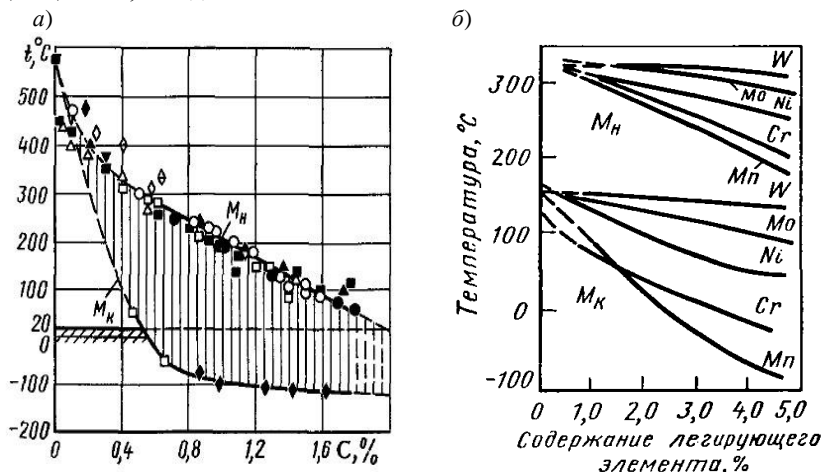 а)
t,°C
500
400
300
200
100
20
0
-100
-200
0
0,4
0,8
1,2
1,6
C,%
Mн
Mк
б)
Температура,°C
300
200
150
100
0
-100
0
1,0
2,0
3,0
4,0
5,0
W
Mo
Ni
Cr
Mn
Mн
W
Mo
Ni
Cr
Mn
Mк
Содержание легирующего
элемента,%